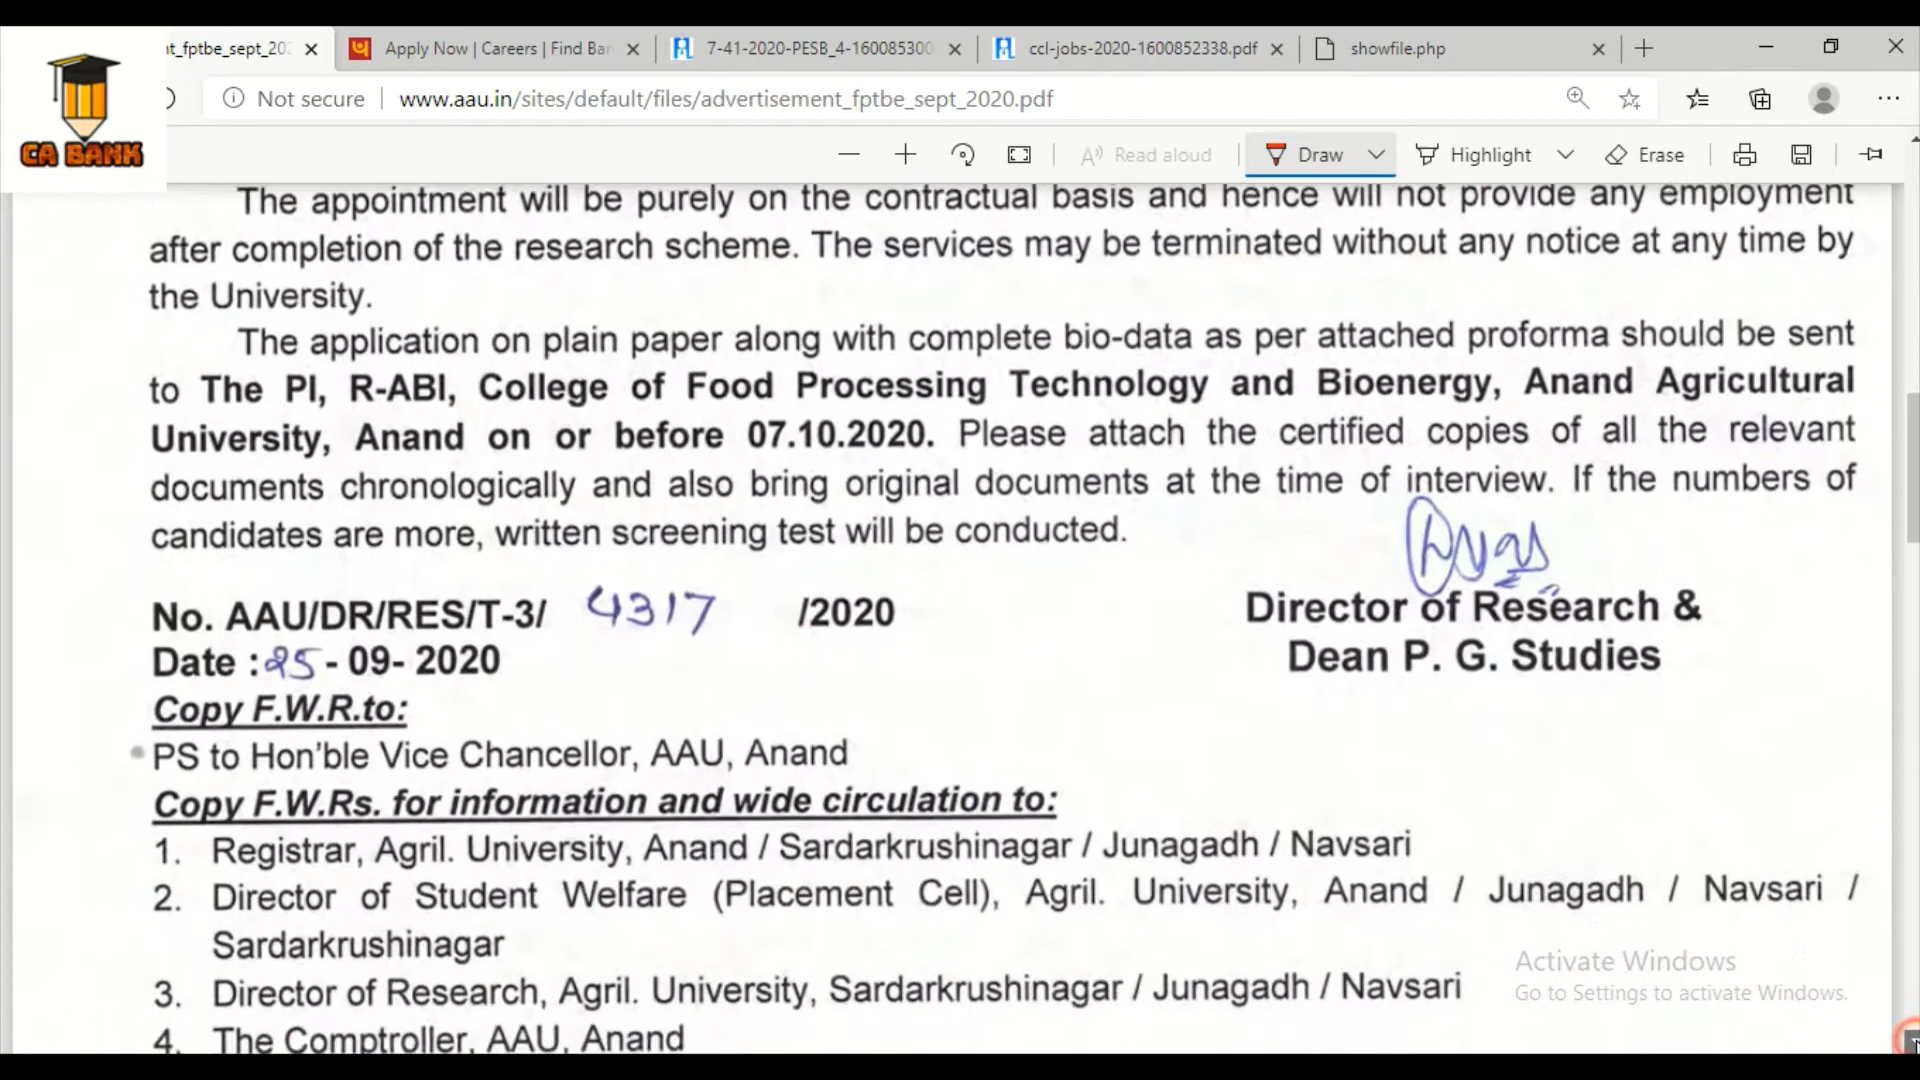 nt_fptbe_sept_202
Apply Now | Careers | Find Ban
7-41-2020-PESB_4-1600853000
ccl-jobs-2020-1600852338.pdf
showfile.php
Not secure
www.aau.in/sites/default/files/advertisement_fptbe_sept_2020.pdf
CA BANK
Read aloud
Draw
Highlight
Erase
The appointment will be purely on the contractual basis and hence will not provide any employment
after completion of the research scheme. The services may be terminated without any notice at any time by
the University.
The application on plain paper along with complete bio-data as per attached proforma should be sent
to The PI, R-ABI, College of Food Processing Technology and Bioenergy, Anand Agricultural
University, Anand on or before 07.10.2020. Please attach the certified copies of all the relevant
documents chronologically and also bring original documents at the time of interview. If the numbers of
candidates are more, written screening test will be conducted.
No. AAU/DR/RES/T-3/ 4317 /2020
Director of Research &
Date : 25 - 09- 2020
Dean P. G. Studies
Copy F.W.R.to:
PS to Hon'ble Vice Chancellor, AAU, Anand
Copy F.W.Rs. for information and wide circulation to:
1. Registrar, Agril. University, Anand / Sardarkrushinagar / Junagadh / Navsari
2. Director of Student Welfare (Placement Cell), Agril. University, Anand / Junagadh / Navsari /
Sardarkrushinagar
3. Director of Research, Agril. University, Sardarkrushinagar / Junagadh / Navsari
4. The Comptroller, AAU, Anand
Activate Windows
Go to Settings to activate Windows.